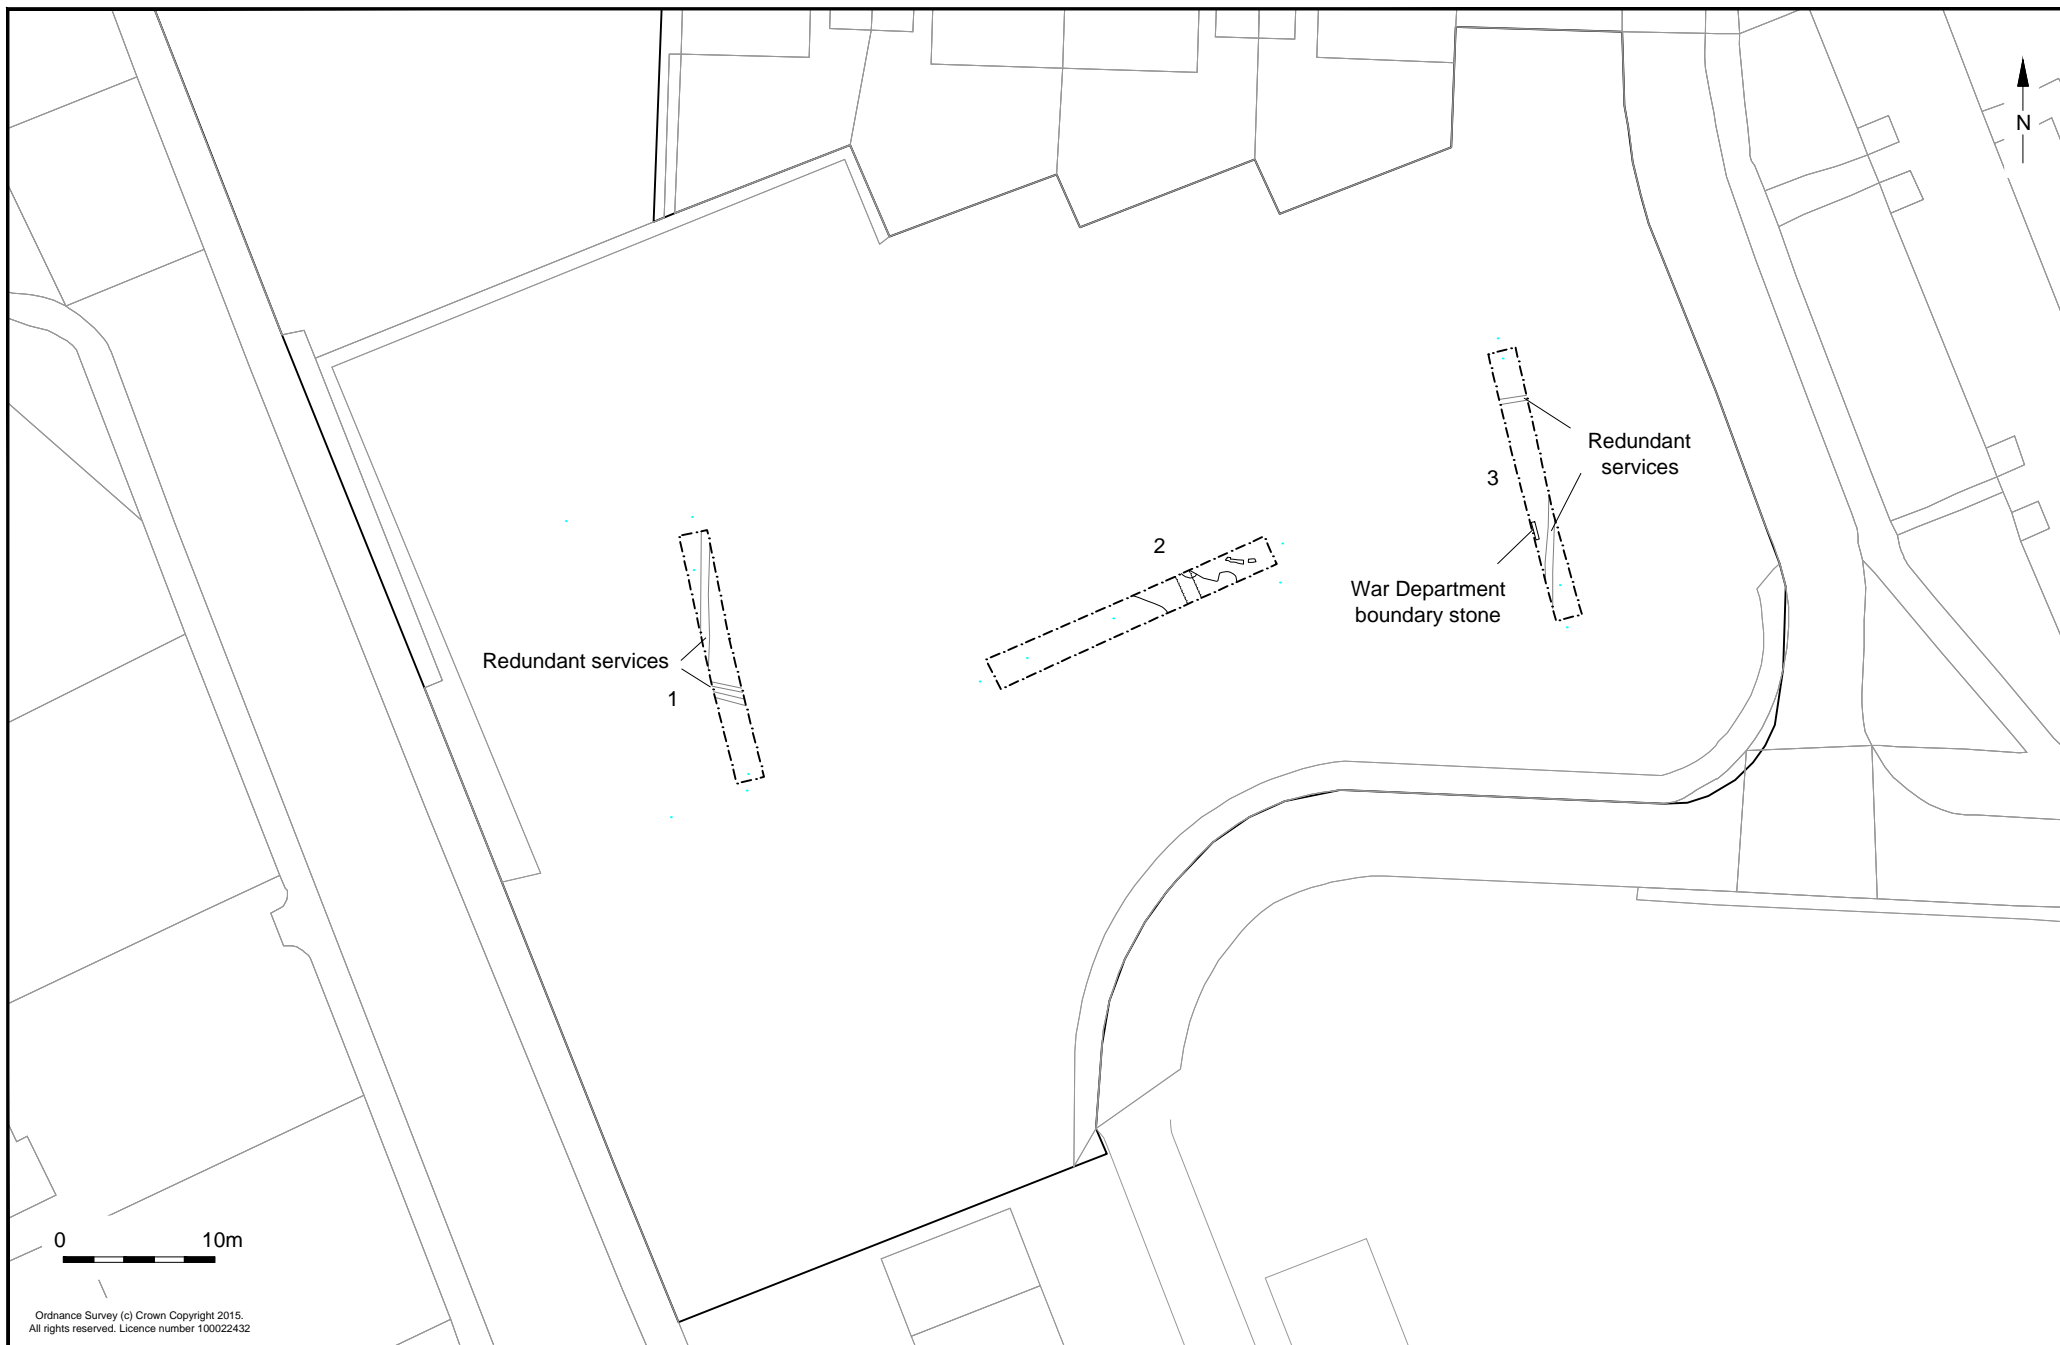 N
Redundant
services
3
2
War Department
boundary stone
Redundant services
1
0 10m
Ordnance Survey (c) Crown Copyright 2015.
All rights reserved. Licence number 100022432